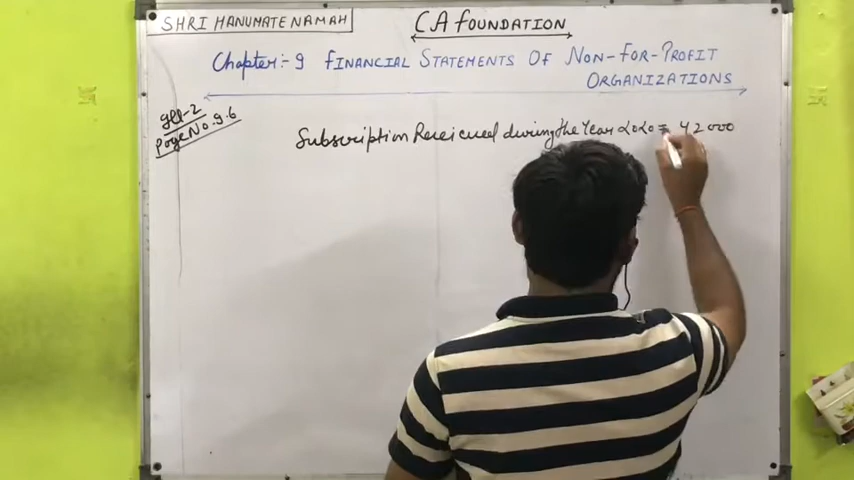 SHRI HANUMATE NAMAH
CA FOUNDATION
Chapter:- 9 FINANCIAL STATEMENTS OF NON-FOR-PROFIT
ORGANIZATIONS
ill-2
Page No. 9.6
Subscription Received during the Year 2020 = 42000